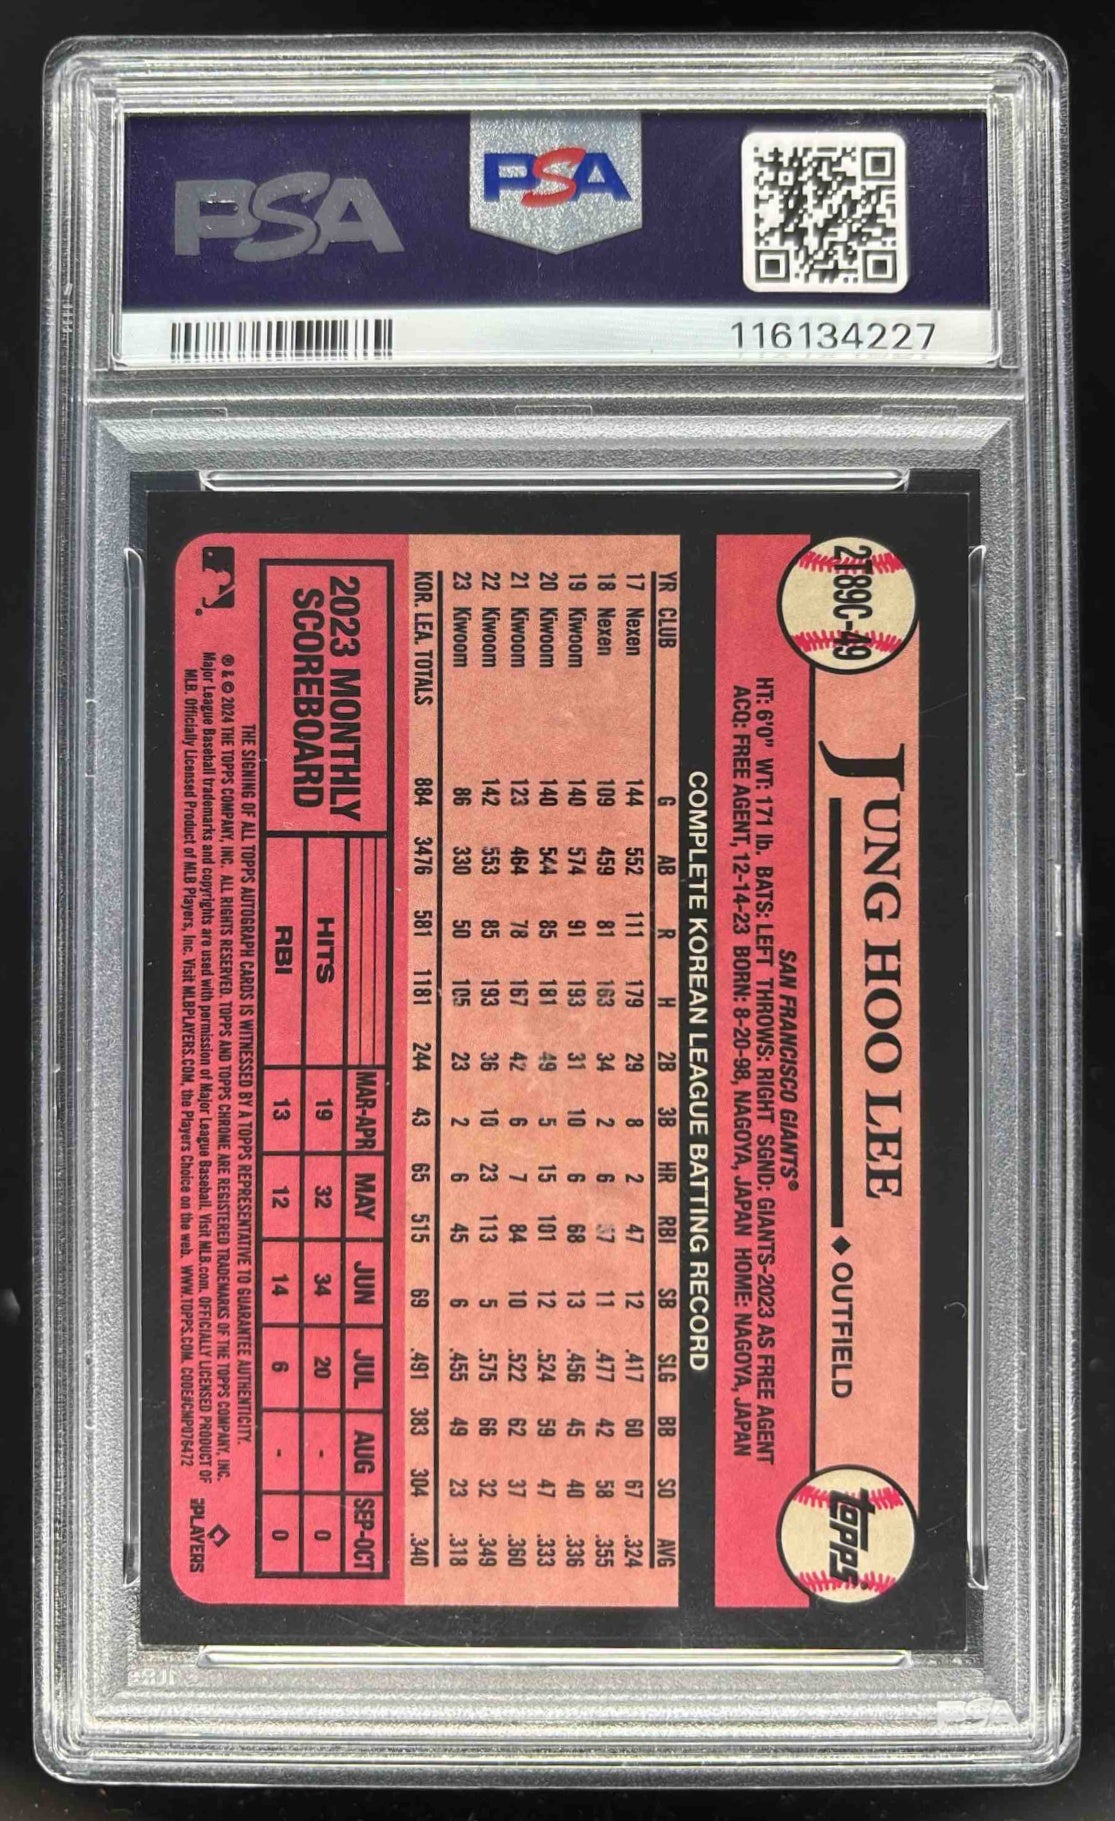 PSA
PSA
116134227
2T89C-49
JUNG HOO LEE
◆ OUTFIELD
topps®
SAN FRANCISCO GIANTS®
HT: 6'0" WT: 171 lb. BATS: LEFT THROWS: RIGHT SGND: GIANTS-2023 AS FREE AGENT
ACQ: FREE AGENT, 12-14-23 BORN: 8-20-98, NAGOYA, JAPAN HOME: NAGOYA, JAPAN
COMPLETE KOREAN LEAGUE BATTING RECORD
YR CLUB G AB R H 2B 3B HR RBI SB SLG BB SO AVG
17 Nexen 144 552 111 179 29 8 2 47 12 .417 60 67 .324
18 Nexen 109 459 81 163 34 2 6 57 11 .477 42 58 .355
19 Kiwoom 140 574 91 193 31 10 6 68 13 .456 45 40 .336
20 Kiwoom 140 544 85 181 49 5 15 101 12 .524 59 47 .333
21 Kiwoom 123 464 78 167 42 6 7 84 10 .522 62 37 .360
22 Kiwoom 142 553 85 193 36 10 23 113 5 .575 66 32 .349
23 Kiwoom 86 330 50 105 23 2 6 45 6 .455 49 23 .318
KOR. LEA. TOTALS 884 3476 581 1181 244 43 65 515 69 .491 383 304 .340
2023 MONTHLY
SCOREBOARD
MAR-APR MAY JUN JUL AUG SEP-OCT
HITS 19 32 34 20 - 0
RBI 13 12 14 6 - 0
THE SIGNING OF ALL TOPPS AUTOGRAPH CARDS IS WITNESSED BY A TOPPS REPRESENTATIVE TO GUARANTEE AUTHENTICITY.
® & © 2024 THE TOPPS COMPANY, INC. ALL RIGHTS RESERVED. TOPPS AND TOPPS CHROME ARE REGISTERED TRADEMARKS OF THE TOPPS COMPANY, INC.
Major League Baseball trademarks and copyrights are used with permission of Major League Baseball. Visit MLB.com. OFFICIALLY LICENSED PRODUCT OF
MLB. Officially Licensed Product of MLB Players, Inc. Visit MLBPLAYERS.COM, the Players Choice on the web. WWW.TOPPS.COM. CODE#CMP076472
PLAYERS
PSA